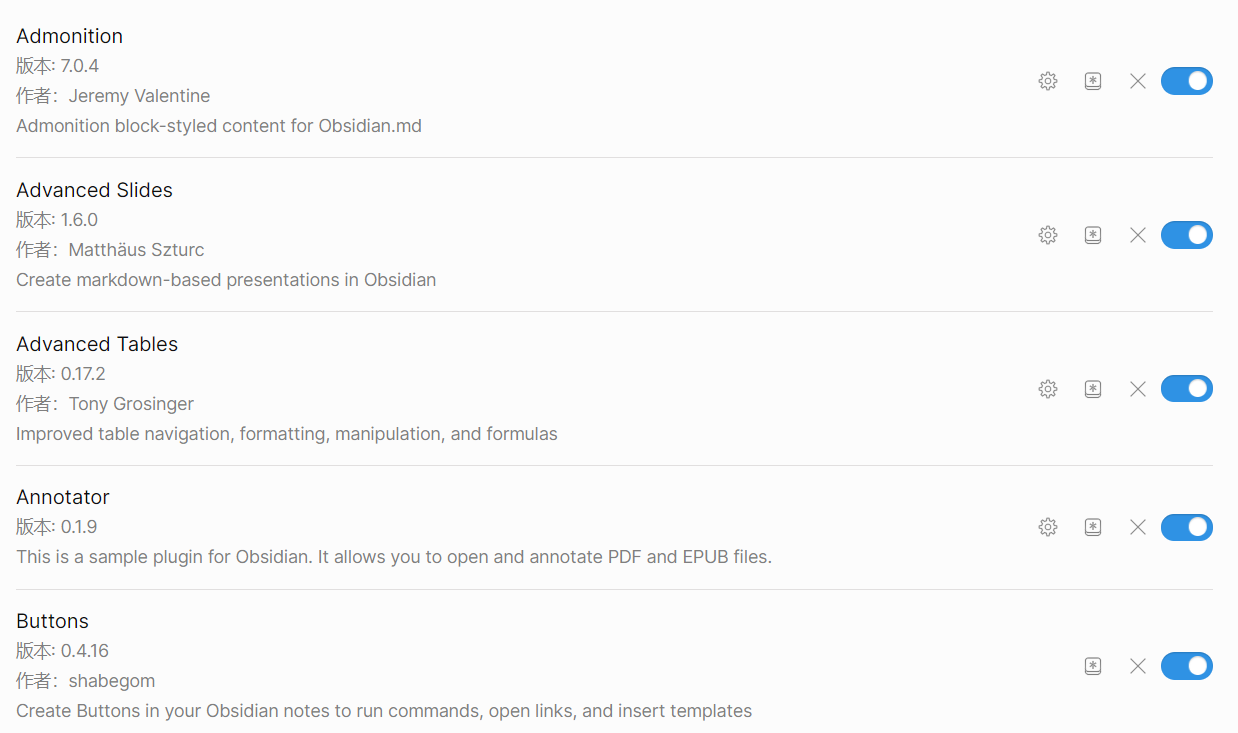 Admonition
版本: 7.0.4
作者：Jeremy Valentine
Admonition block-styled content for Obsidian.md
Advanced Slides
版本: 1.6.0
作者：Matthäus Szturc
Create markdown-based presentations in Obsidian
Advanced Tables
版本: 0.17.2
作者：Tony Grosinger
Improved table navigation, formatting, manipulation, and formulas
Annotator
版本: 0.1.9
This is a sample plugin for Obsidian. It allows you to open and annotate PDF and EPUB files.
Buttons
版本: 0.4.16
作者：shabegom
Create Buttons in your Obsidian notes to run commands, open links, and insert templates